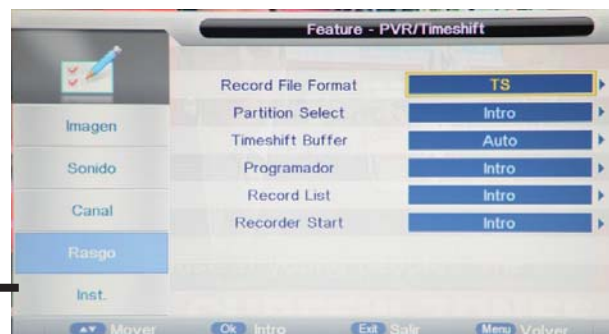 Feature - PVR/Timeshift
Record File Format TS
Partition Select Intro
Timeshift Buffer Auto
Programador Intro
Record List Intro
Recorder Start Intro
Imagen
Sonido
Canal
Rasgo
Inst.
Mover Ok Intro Exit Salir Menu Volver